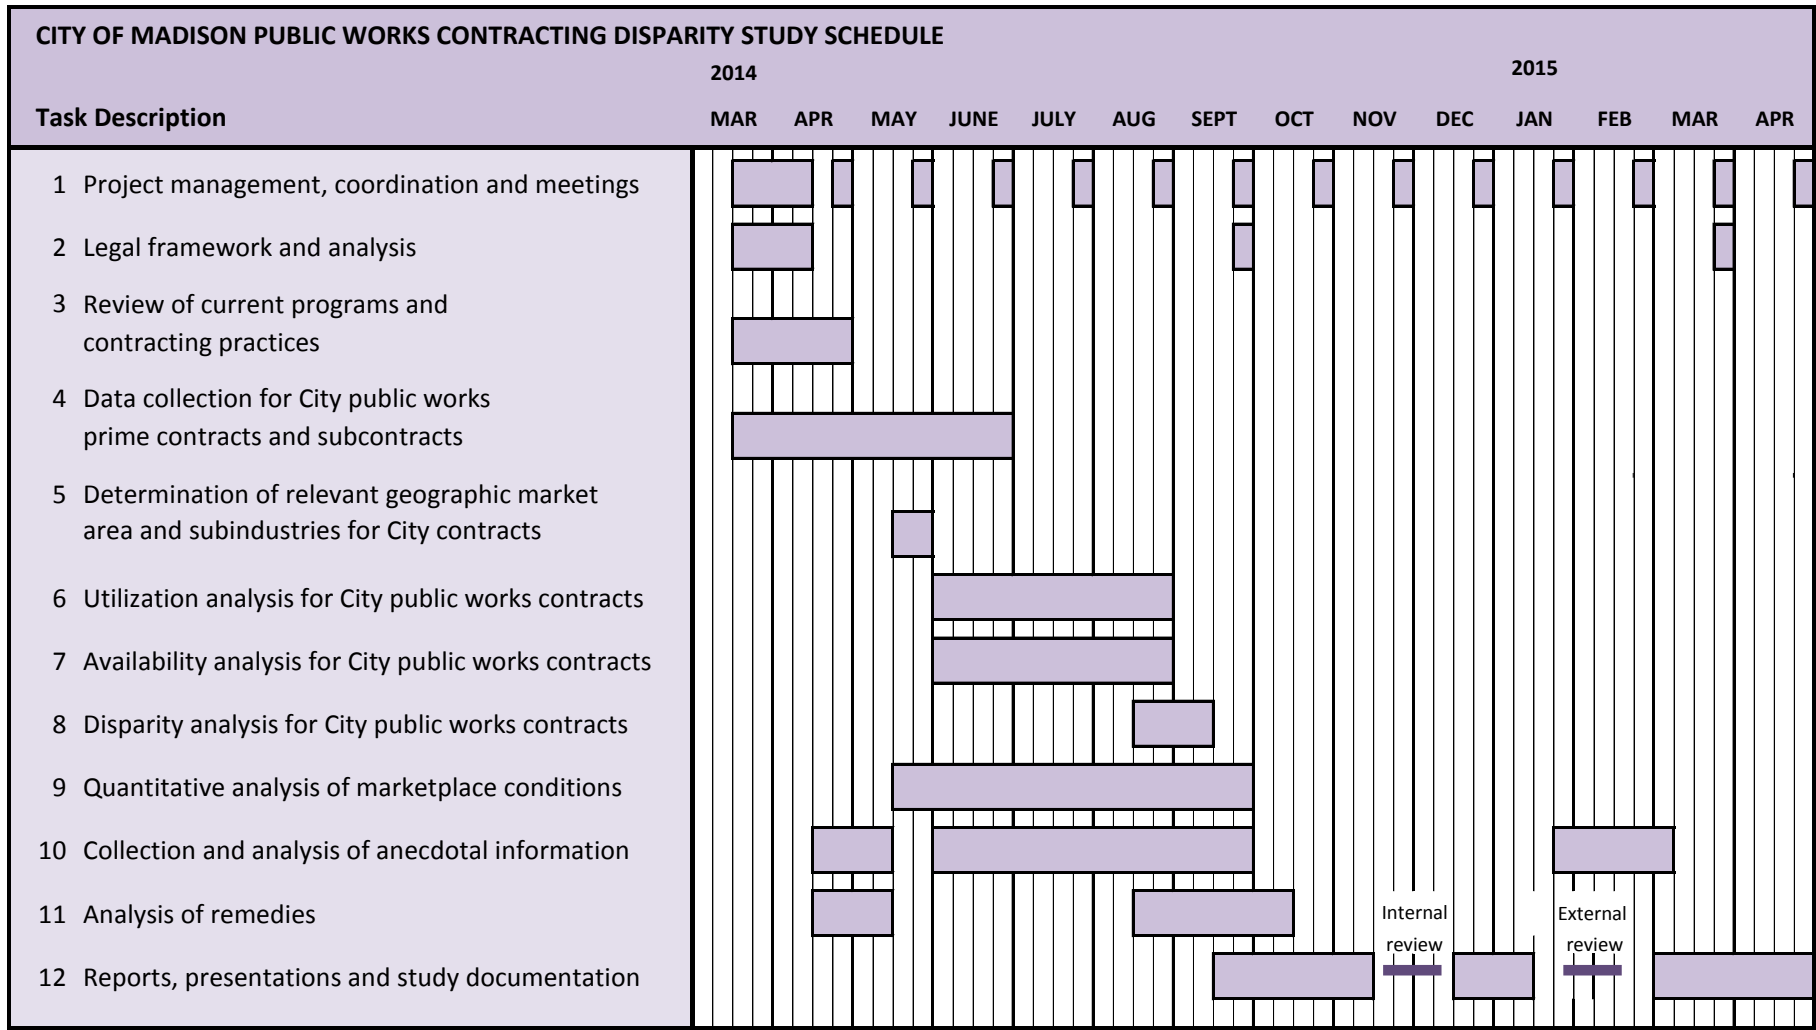 CITY OF MADISON PUBLIC WORKS CONTRACTING DISPARITY STUDY SCHEDULE
2014 2015
Task Description MAR APR MAY JUNE JULY AUG SEPT OCT NOV DEC JAN FEB MAR APR
1 Project management, coordination and meetings
2 Legal framework and analysis
3 Review of current programs and
contracting practices
4 Data collection for City public works
prime contracts and subcontracts
5 Determination of relevant geographic market
area and subindustries for City contracts
6 Utilization analysis for City public works contracts
7 Availability analysis for City public works contracts
8 Disparity analysis for City public works contracts
9 Quantitative analysis of marketplace conditions
10 Collection and analysis of anecdotal information
11 Analysis of remedies
Internal
review
External
review
12 Reports, presentations and study documentation